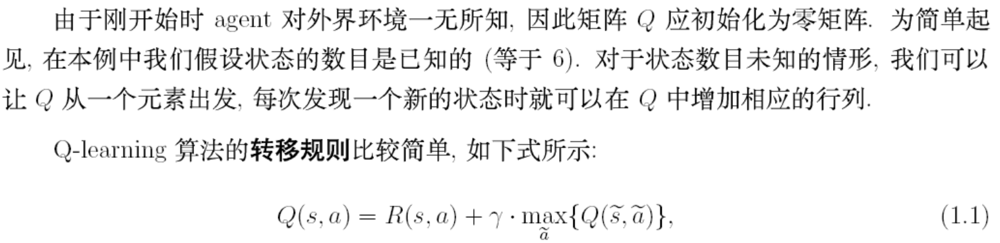 由于刚开始时 agent 对外界环境一无所知, 因此矩阵 Q 应初始化为零矩阵. 为简单起
见, 在本例中我们假设状态的数目是已知的 (等于 6). 对于状态数目未知的情形, 我们可以
让 Q 从一个元素出发, 每次发现一个新的状态时就可以在 Q 中增加相应的行列.
Q-learning 算法的转移规则比较简单, 如下式所示:
Q(s, a) = R(s, a) + γ · max_{ã}{Q(s̃, ã)}, (1.1)